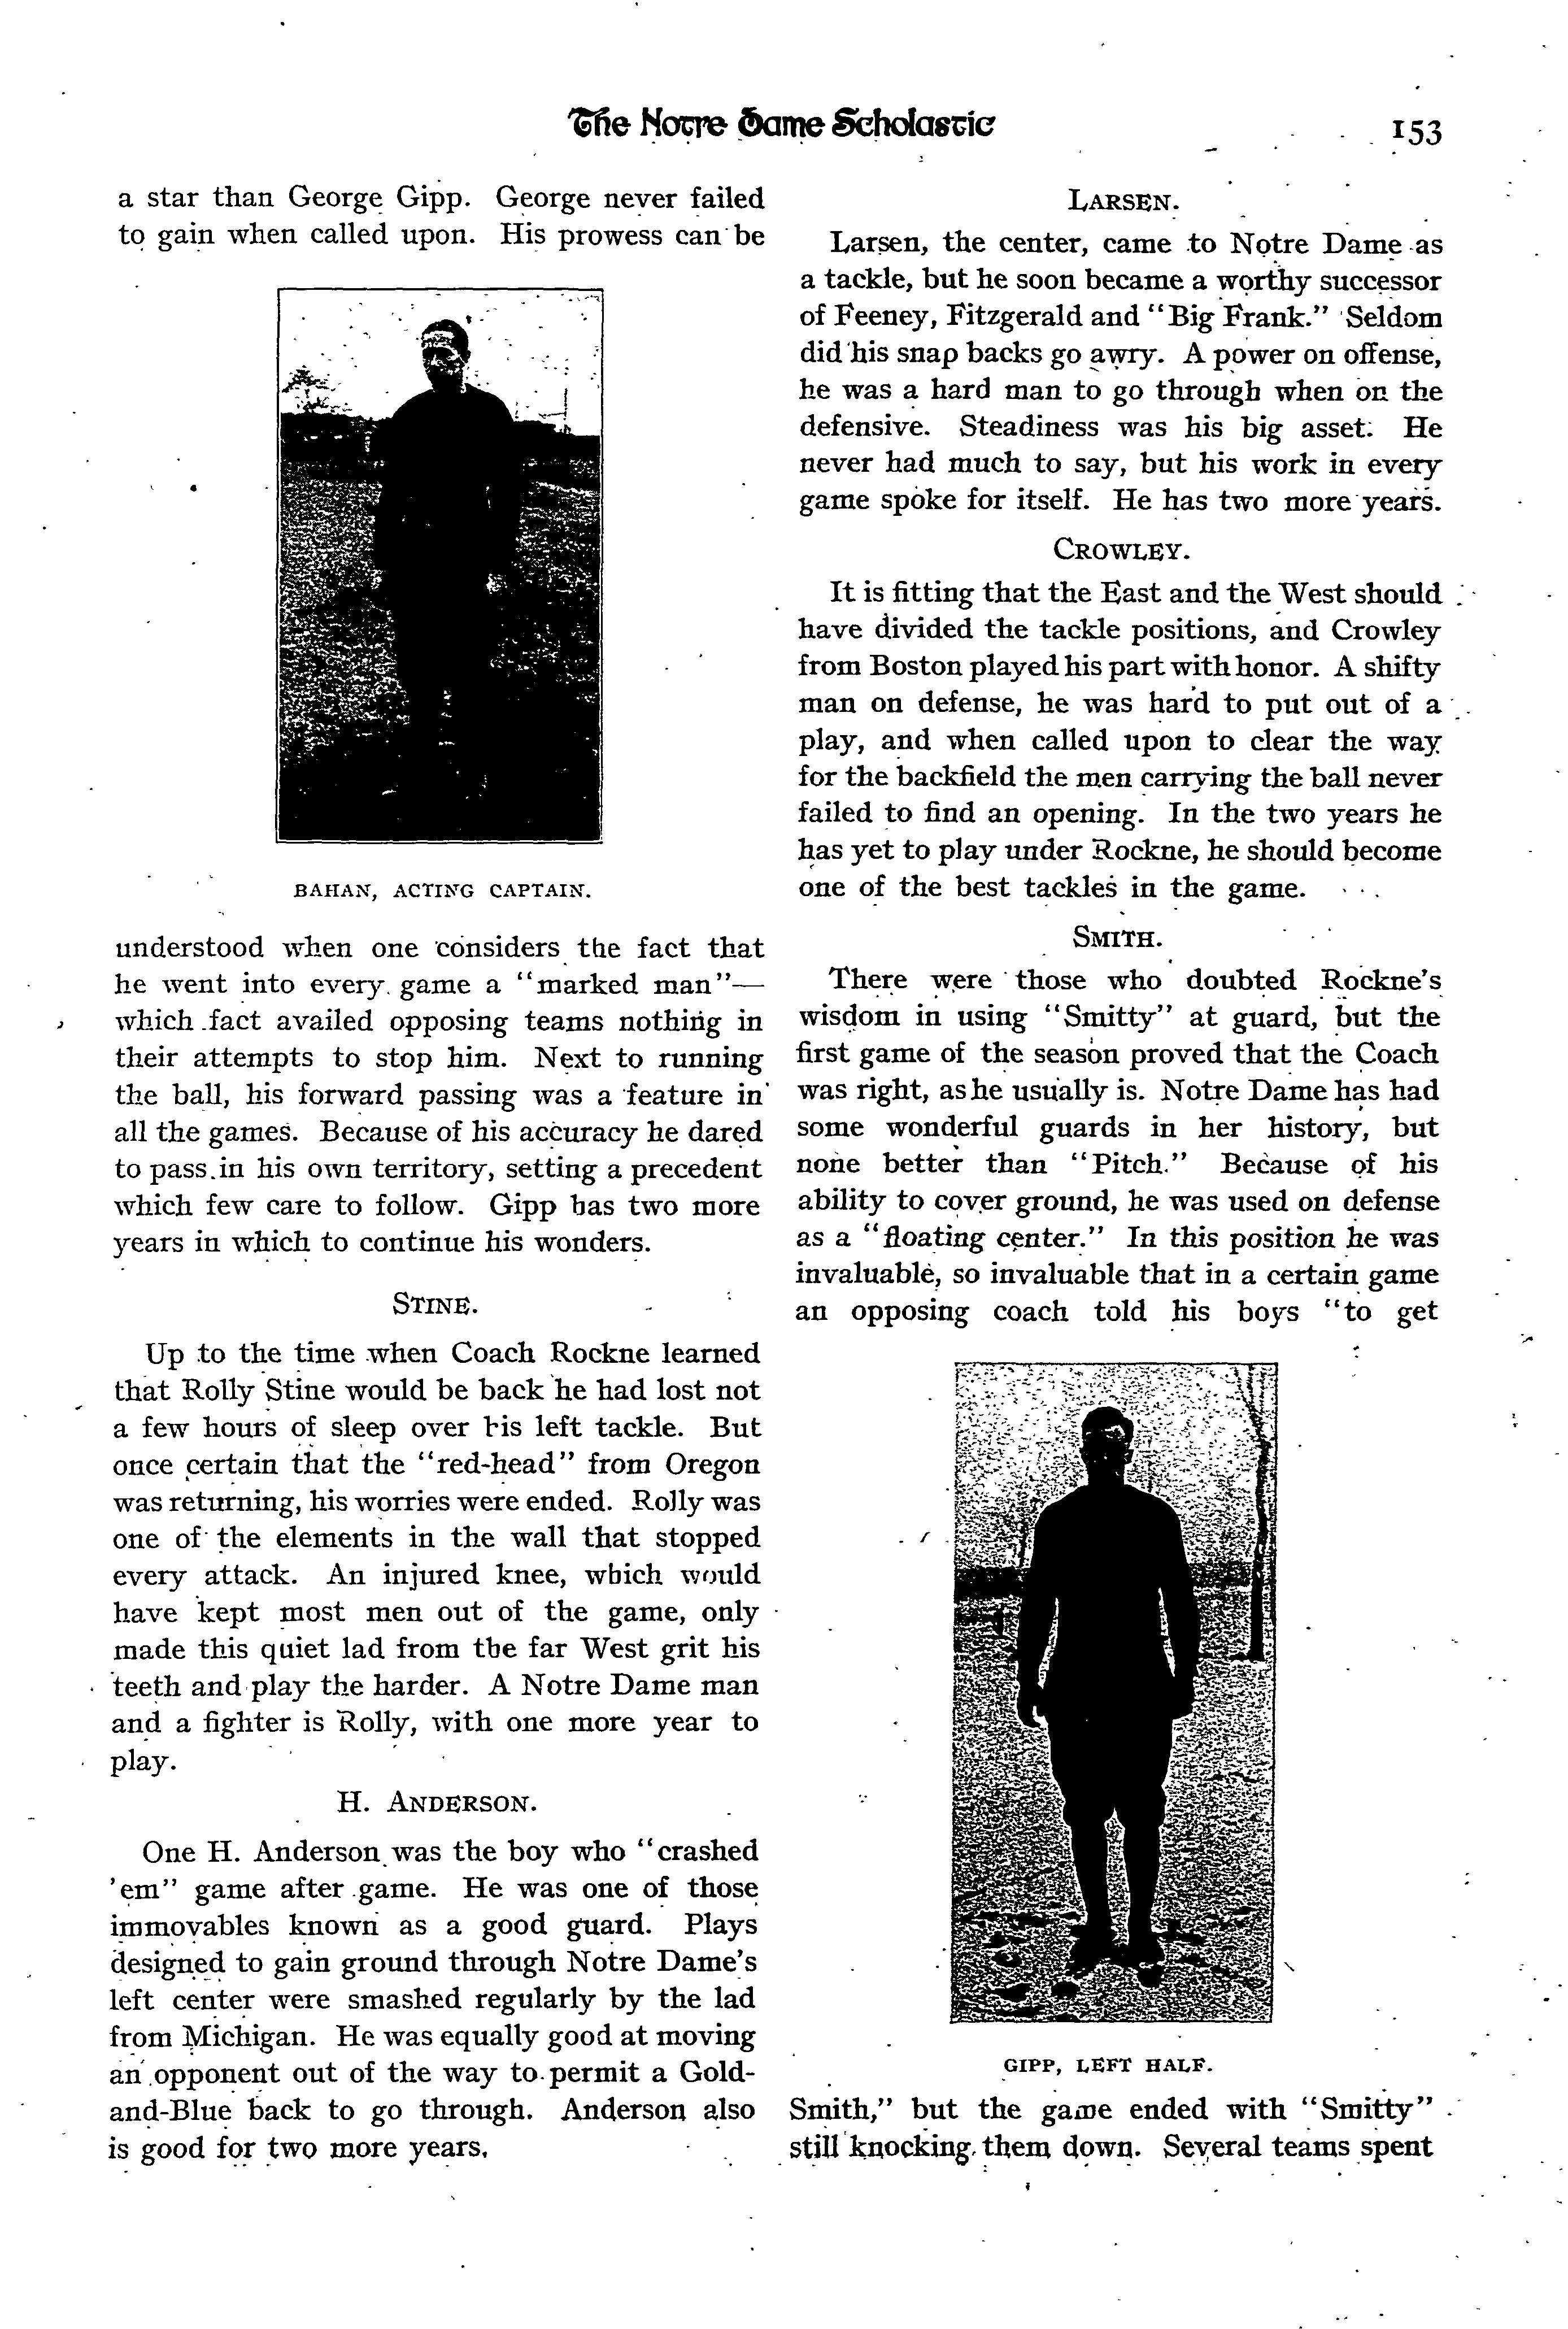 The Notre Dame Scholastic
153
a star than George Gipp. George never failed
to gain when called upon. His prowess can be
BAHAN, ACTING CAPTAIN.
understood when one considers the fact that
he went into every game a “marked man”—
which fact availed opposing teams nothing in
their attempts to stop him. Next to running
the ball, his forward passing was a feature in
all the games. Because of his accuracy he dared
to pass in his own territory, setting a precedent
which few care to follow. Gipp has two more
years in which to continue his wonders.
STINE.
Up to the time when Coach Rockne learned
that Rolly Stine would be back he had lost not
a few hours of sleep over his left tackle. But
once certain that the “red-head” from Oregon
was returning, his worries were ended. Rolly was
one of the elements in the wall that stopped
every attack. An injured knee, which would
have kept most men out of the game, only
made this quiet lad from the far West grit his
teeth and play the harder. A Notre Dame man
and a fighter is Rolly, with one more year to
play.
H. ANDERSON.
One H. Anderson was the boy who “crashed
’em” game after game. He was one of those
immovables known as a good guard. Plays
designed to gain ground through Notre Dame’s
left center were smashed regularly by the lad
from Michigan. He was equally good at moving
an opponent out of the way to permit a Gold-
and-Blue back to go through. Anderson also
is good for two more years.
LARSEN.
Larsen, the center, came to Notre Dame as
a tackle, but he soon became a worthy successor
of Feeney, Fitzgerald and “Big Frank.” Seldom
did his snap backs go awry. A power on offense,
he was a hard man to go through when on the
defensive. Steadiness was his big asset. He
never had much to say, but his work in every
game spoke for itself. He has two more years.
CROWLEY.
It is fitting that the East and the West should
have divided the tackle positions, and Crowley
from Boston played his part with honor. A shifty
man on defense, he was hard to put out of a
play, and when called upon to clear the way
for the backfield the men carrying the ball never
failed to find an opening. In the two years he
has yet to play under Rockne, he should become
one of the best tackles in the game.
SMITH.
There were those who doubted Rockne’s
wisdom in using “Smitty” at guard, but the
first game of the season proved that the Coach
was right, as he usually is. Notre Dame has had
some wonderful guards in her history, but
none better than “Pitch.” Because of his
ability to cover ground, he was used on defense
as a “floating center.” In this position he was
invaluable, so invaluable that in a certain game
an opposing coach told his boys “to get
GIPP, LEFT HALF.
Smith,” but the game ended with “Smitty”
still knocking them down. Several teams spent